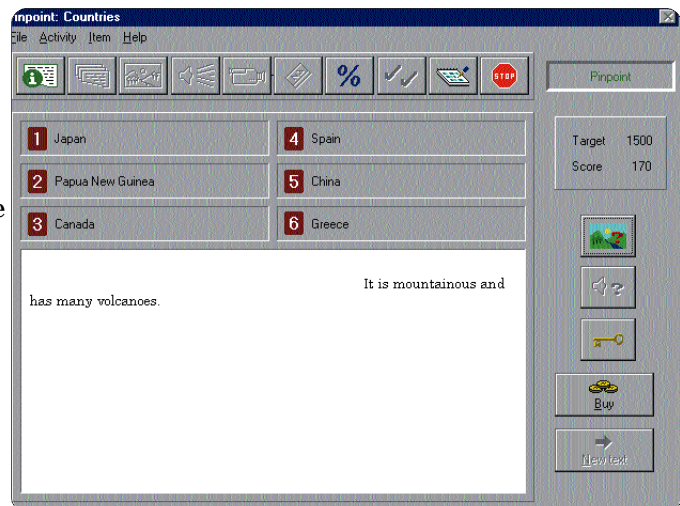 inpoint: Countries
File Activity Item Help
%
STOP
Pinpoint
1 Japan
4 Spain
Target 1500
Score 170
2 Papua New Guinea
5 China
3 Canada
6 Greece
e
It is mountainous and
has many volcanoes.
Buy
New text